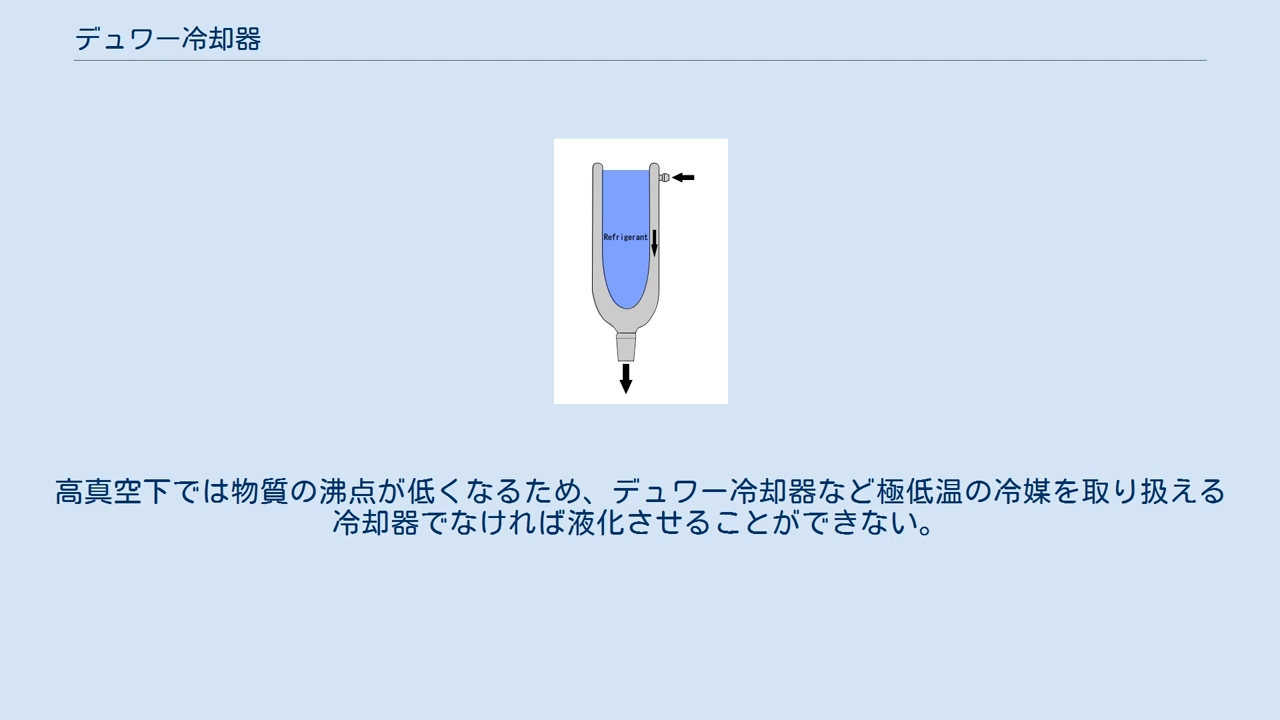 デュワー冷却器
Refrigerant
高真空下では物質の沸点が低くなるため、デュワー冷却器など極低温の冷媒を取り扱える
冷却器でなければ液化させることができない。